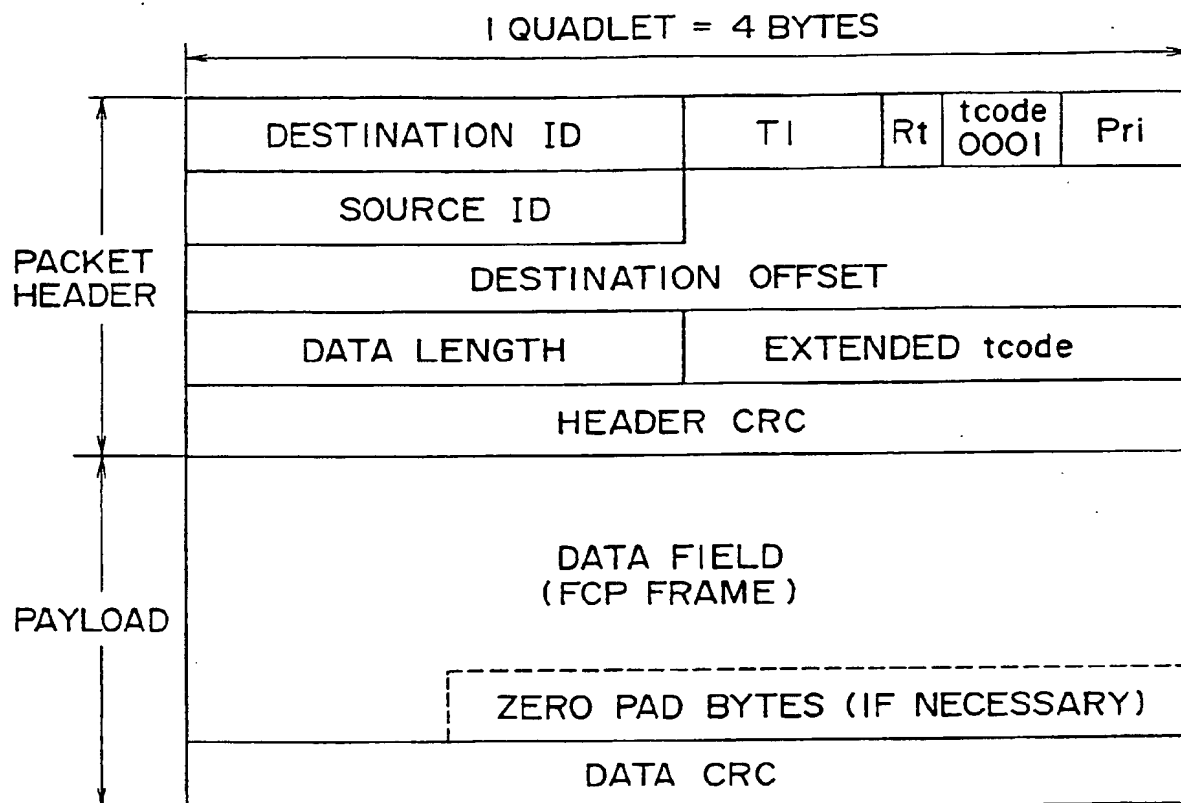 1 QUADLET = 4 BYTES
DESTINATION ID
TI
Rt
tcode
0001
Pri
SOURCE ID
PACKET
HEADER
DESTINATION OFFSET
DATA LENGTH
EXTENDED tcode
HEADER CRC
DATA FIELD
(FCP FRAME)
PAYLOAD
ZERO PAD BYTES (IF NECESSARY)
DATA CRC